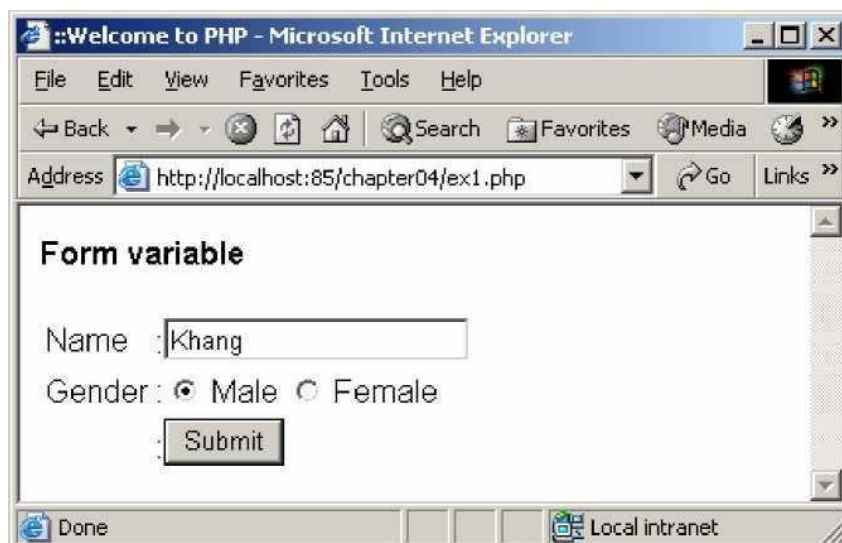 ::Welcome to PHP - Microsoft Internet Explorer
File Edit View Favorites Tools Help
Back Search Favorites Media »
Address http://localhost:85/chapter04/ex1.php Go Links »
Form variable
Name :Khang
Gender: Male Female
:Submit
Done Local intranet